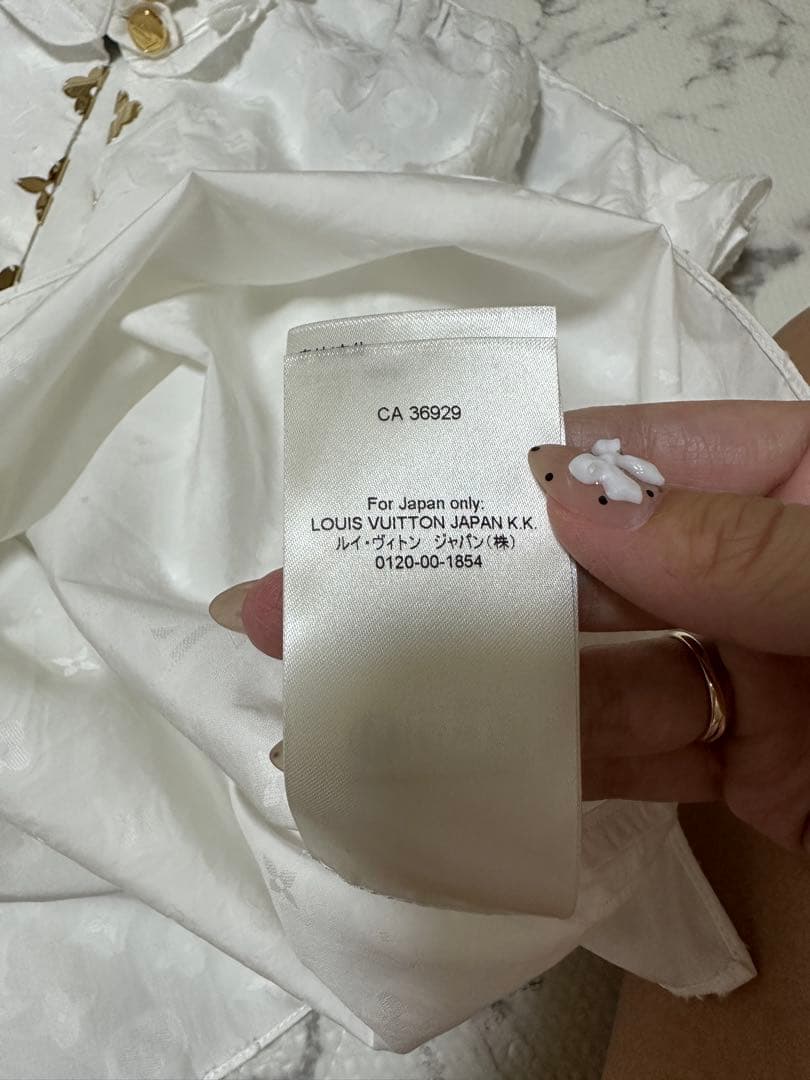 CA 36929
For Japan only:
LOUIS VUITTON JAPAN K.K.
ルイ・ヴィトン ジャパン(株)
0120-00-1854